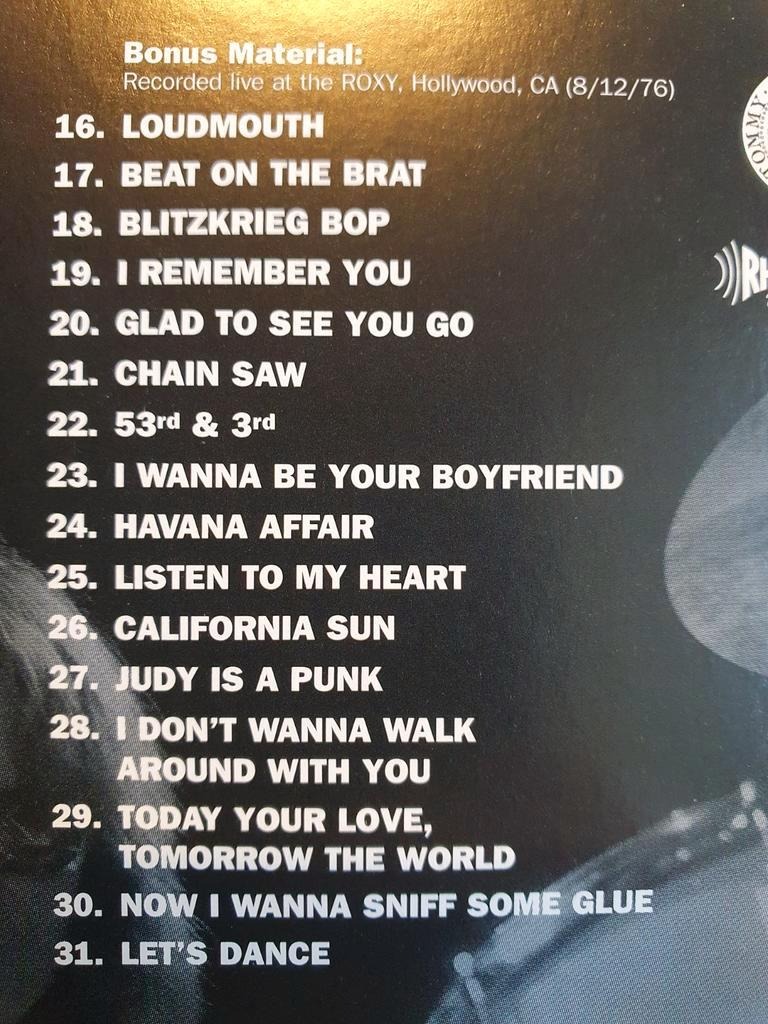 Bonus Material:
Recorded live at the ROXY, Hollywood, CA (8/12/76)
16. LOUDMOUTH
17. BEAT ON THE BRAT
18. BLITZKRIEG BOP
19. I REMEMBER YOU
20. GLAD TO SEE YOU GO
21. CHAIN SAW
22. 53rd & 3rd
23. I WANNA BE YOUR BOYFRIEND
24. HAVANA AFFAIR
25. LISTEN TO MY HEART
26. CALIFORNIA SUN
27. JUDY IS A PUNK
28. I DON'T WANNA WALK
AROUND WITH YOU
29. TODAY YOUR LOVE,
TOMORROW THE WORLD
30. NOW I WANNA SNIFF SOME GLUE
31. LET'S DANCE
TOMMY
RH